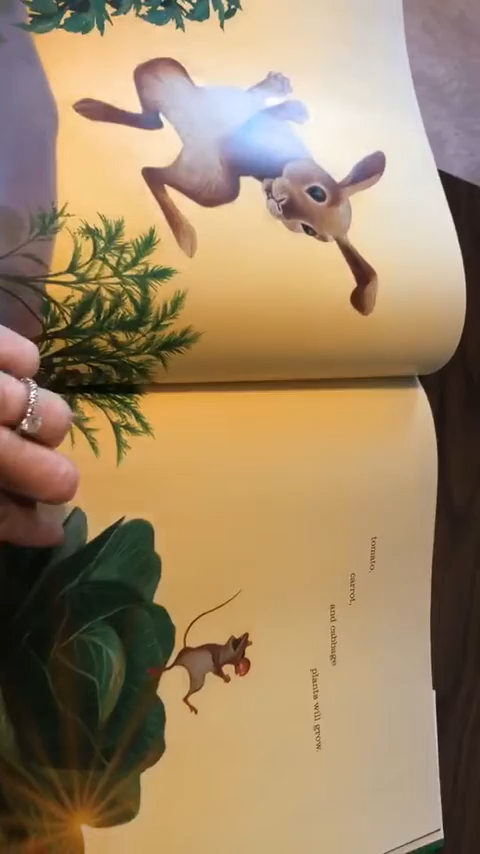 tomato,
carrot,
and cabbage
plants will grow.